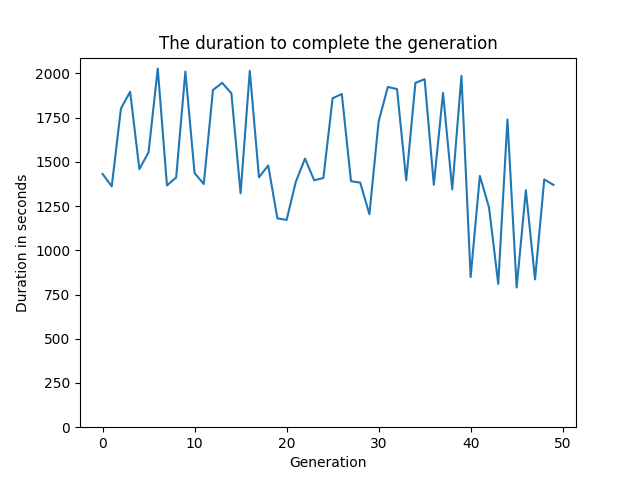 The duration to complete the generation
Duration in seconds
2000
1750
1500
1250
1000
750
500
250
0
0 10 20 30 40 50
Generation